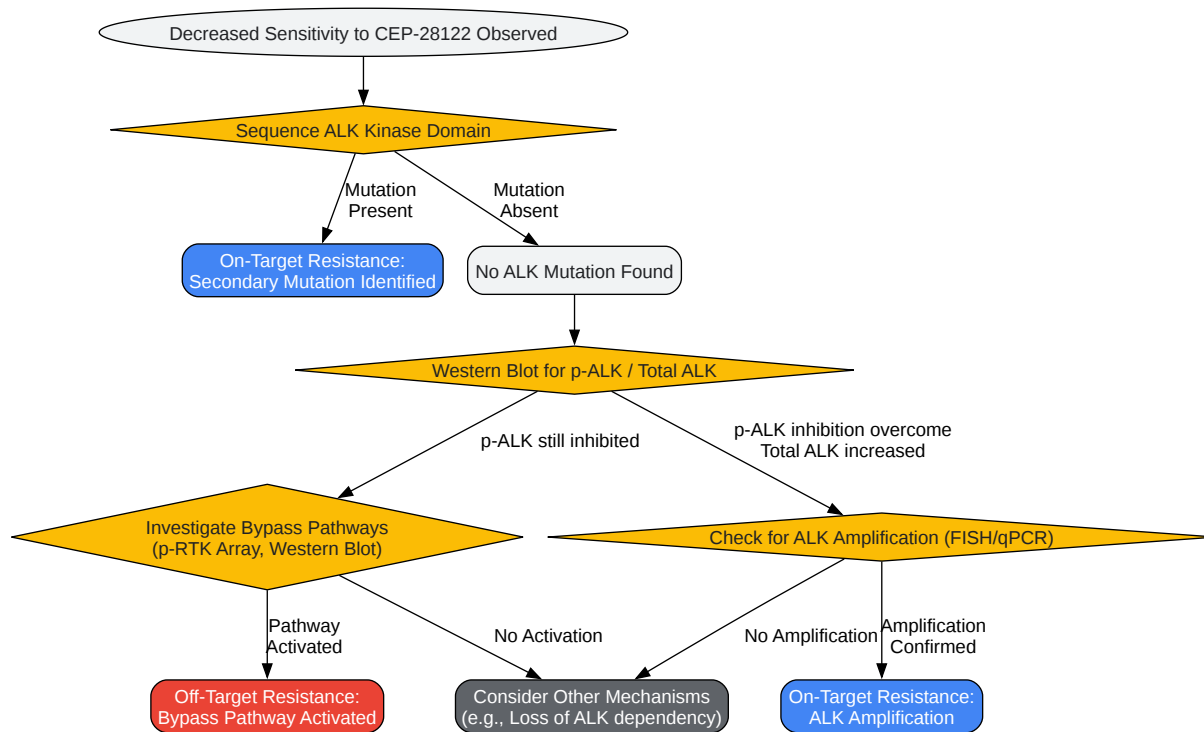 Decreased Sensitivity to CEP-28122 Observed
Sequence ALK Kinase Domain
Mutation
Present
Mutation
Absent
On-Target Resistance:
Secondary Mutation Identified
No ALK Mutation Found
Western Blot for p-ALK / Total ALK
p-ALK still inhibited
p-ALK inhibition overcome
Total ALK increased
Investigate Bypass Pathways
(p-RTK Array, Western Blot)
Check for ALK Amplification (FISH/qPCR)
Pathway
Activated
No Activation
No Amplification
Amplification
Confirmed
Off-Target Resistance:
Bypass Pathway Activated
Consider Other Mechanisms
(e.g., Loss of ALK dependency)
On-Target Resistance:
ALK Amplification